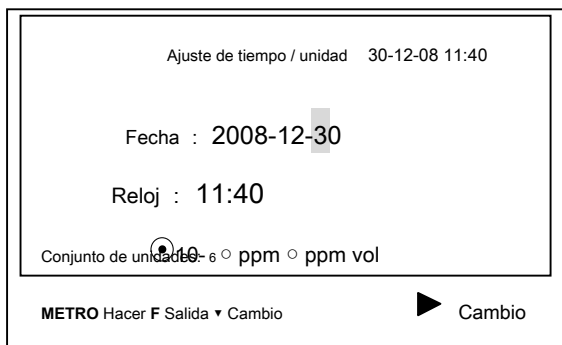 Ajuste de tiempo / unidad 30-12-08 11:40
Fecha : 2008-12-30
Reloj : 11:40
Conjunto de unidades: ⦿10- 6 ○ ppm ○ ppm vol
METRO Hacer F Salida ▼ Cambio ▶ Cambio